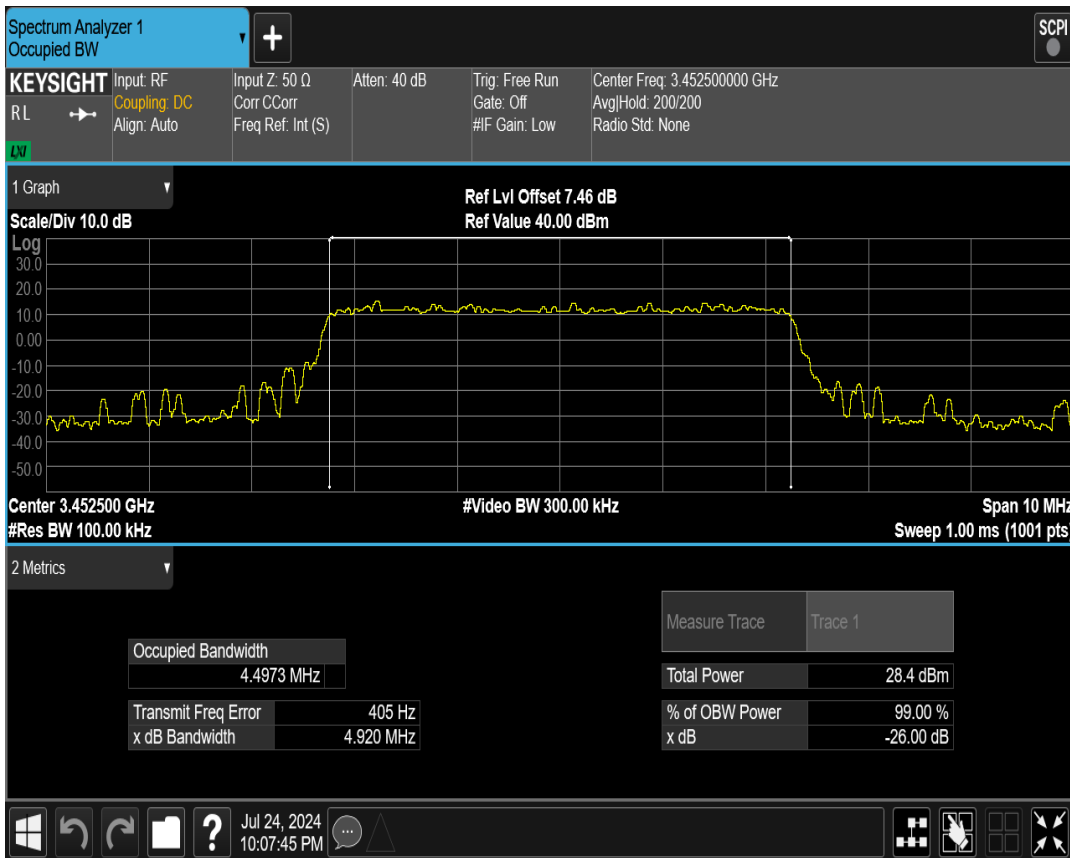 Spectrum Analyzer 1
Occupied BW
+
SCPI
KEYSIGHT
RL
LXI
Input: RF
Coupling: DC
Align: Auto
Input Z: 50 Ω
Corr CCorr
Freq Ref: Int (S)
Atten: 40 dB
Trig: Free Run
Gate: Off
#IF Gain: Low
Center Freq: 3.452500000 GHz
Avg|Hold: 200/200
Radio Std: None
1 Graph
Scale/Div 10.0 dB
Ref Lvl Offset 7.46 dB
Ref Value 40.00 dBm
Log
30.0
20.0
10.0
0.00
-10.0
-20.0
-30.0
-40.0
-50.0
Center 3.452500 GHz
#Video BW 300.00 kHz
Span 10 MHz
#Res BW 100.00 kHz
Sweep 1.00 ms (1001 pts)
2 Metrics
Measure Trace Trace 1
Occupied Bandwidth
4.4973 MHz
Total Power 28.4 dBm
Transmit Freq Error 405 Hz
% of OBW Power 99.00 %
x dB Bandwidth 4.920 MHz
x dB -26.00 dB
?
Jul 24, 2024
10:07:45 PM